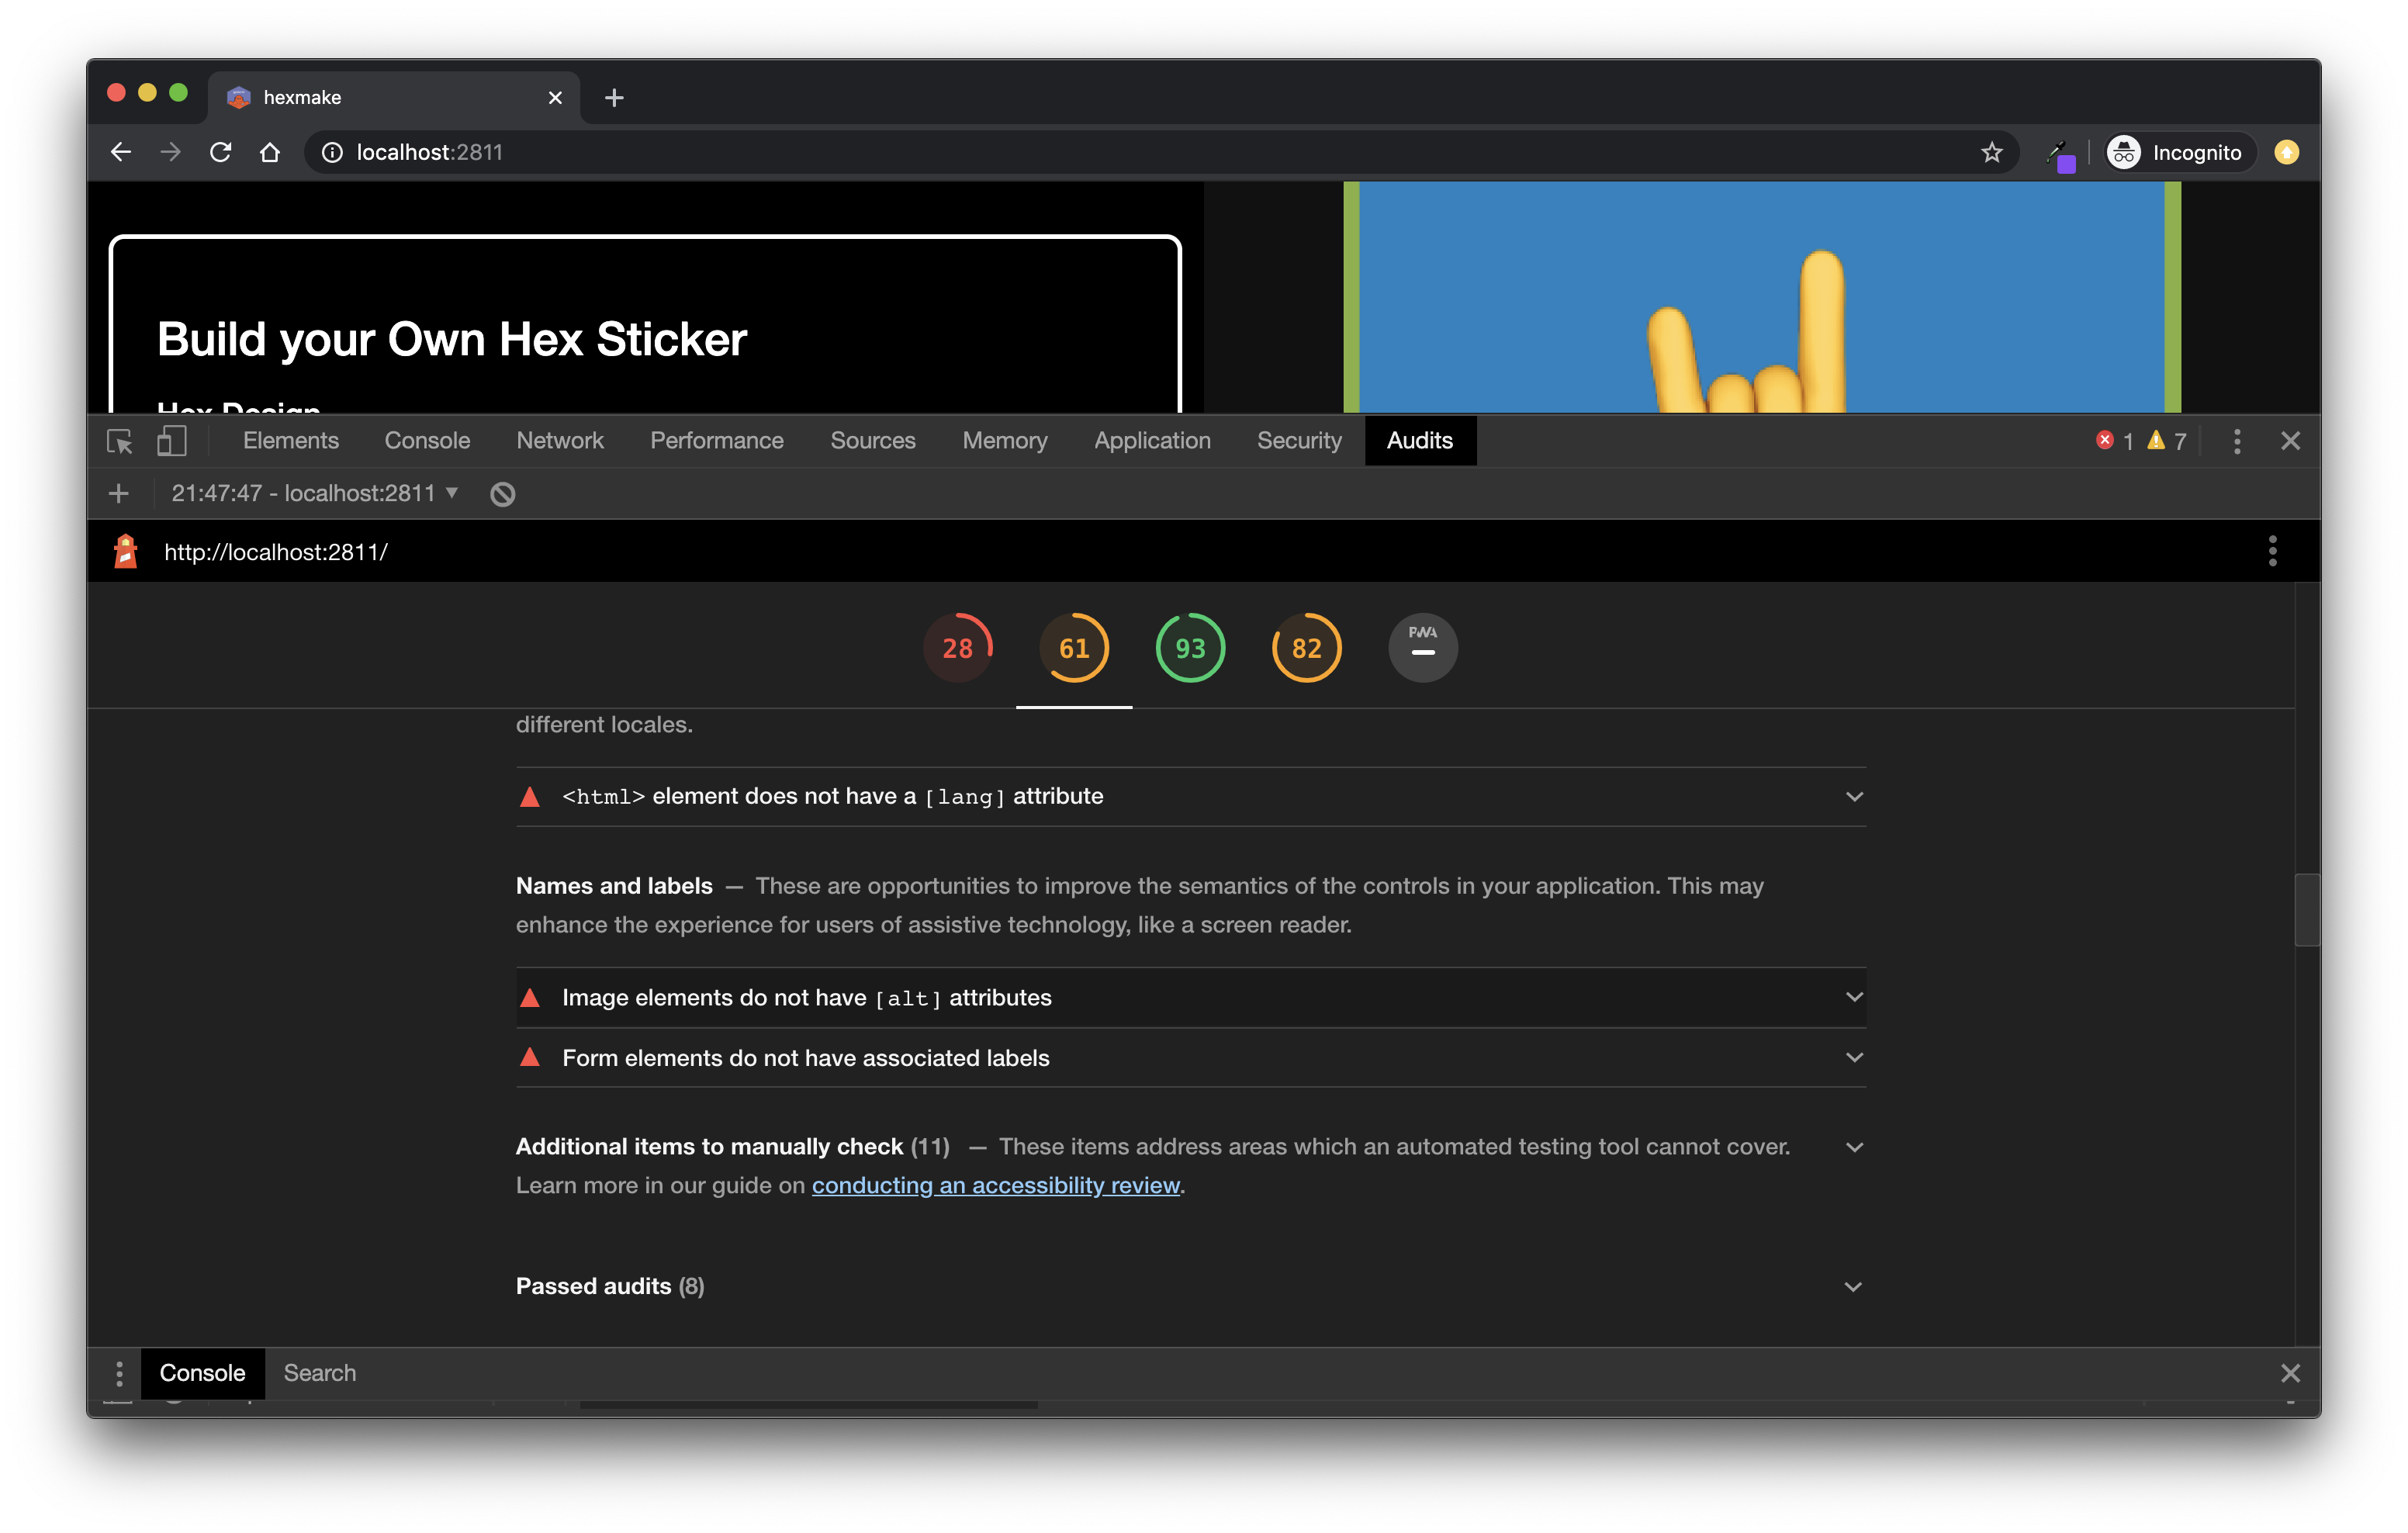 hexmake
localhost:2811
Incognito
Build your Own Hex Sticker
Hex Design
Elements Console Network Performance Sources Memory Application Security Audits 1 7
21:47:47 - localhost:2811
http://localhost:2811/
28 61 93 82 PWA
different locales.
<html> element does not have a [lang] attribute
Names and labels — These are opportunities to improve the semantics of the controls in your application. This may
enhance the experience for users of assistive technology, like a screen reader.
Image elements do not have [alt] attributes
Form elements do not have associated labels
Additional items to manually check (11) — These items address areas which an automated testing tool cannot cover.
Learn more in our guide on conducting an accessibility review.
Passed audits (8)
Console Search